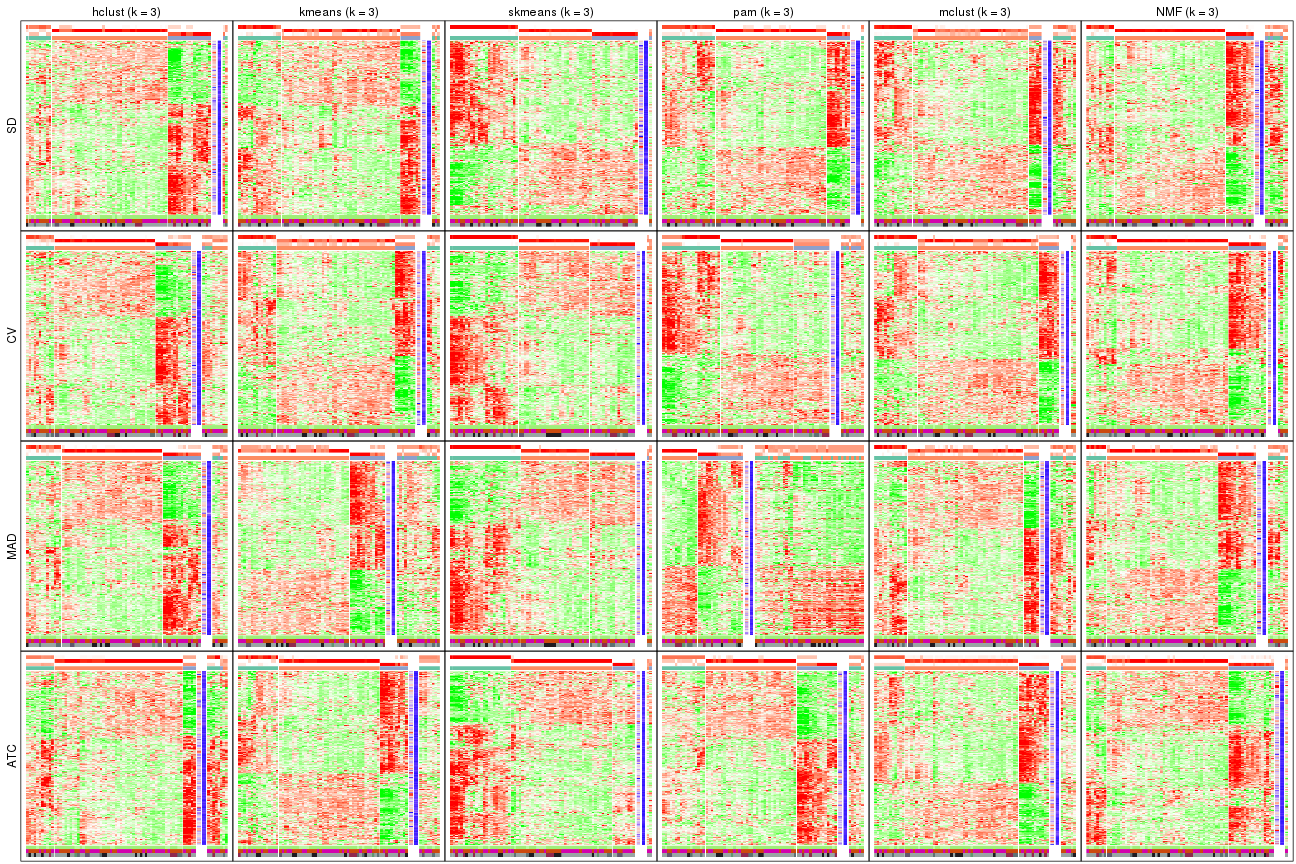 hclust (k = 3) kmeans (k = 3) skmeans (k = 3) pam (k = 3) mclust (k = 3) NMF (k = 3)
SD
CV
MAD
ATC